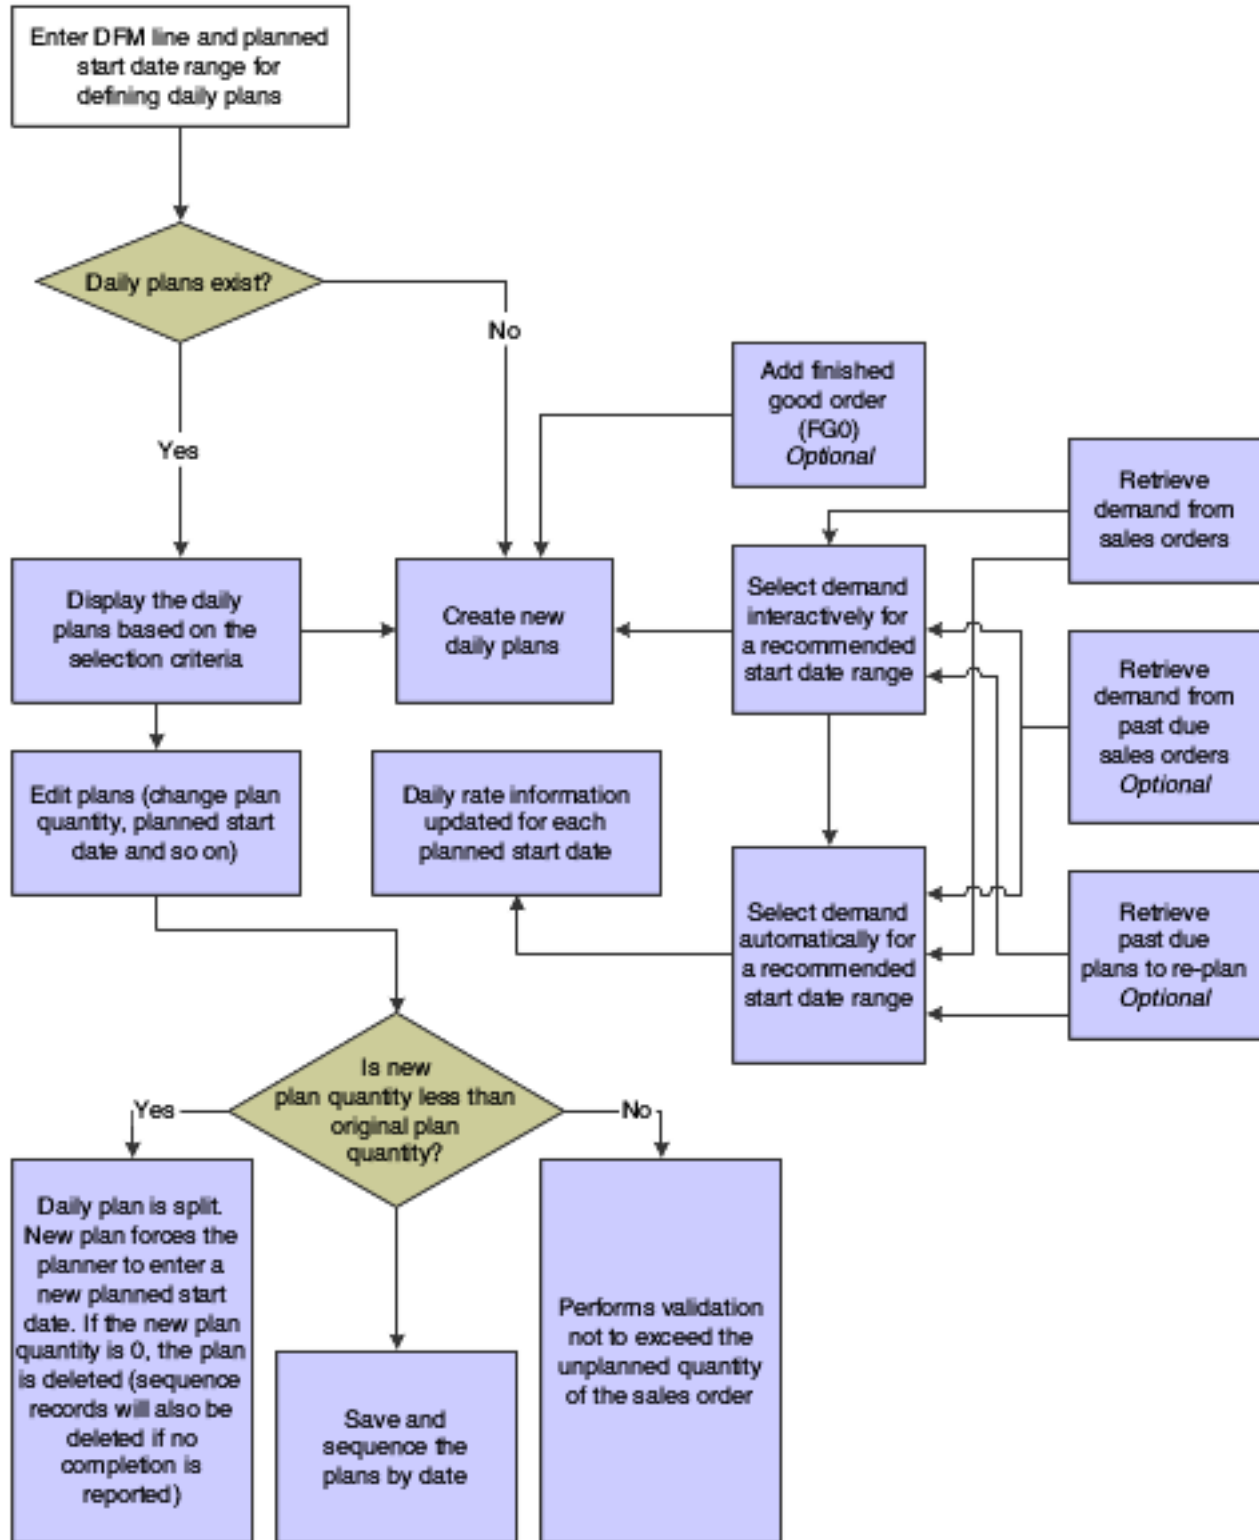 Enter DFM line and planned
start date range for
defining daily plans
Daily plans exist?
No
Yes
Add finished
good order
(FG0)
Optional
Retrieve
demand from
sales orders
Display the daily
plans based on the
selection criteria
Create new
daily plans
Select demand
interactively for
a recommended
start date range
Retrieve
demand from
past due
sales orders
Optional
Edit plans (change plan
quantity, planned start
date and so on)
Daily rate information
updated for each
planned start date
Select demand
automatically for
a recommended
start date range
Retrieve
past due
plans to re-plan
Optional
Is new
plan quantity less than
original plan
quantity?
Yes
No
Daily plan is split.
New plan forces the
planner to enter a
new planned start
date. If the new plan
quantity is 0, the plan
is deleted (sequence
records will also be
deleted if no
completion is
reported)
Save and
sequence the
plans by date
Performs validation
not to exceed the
unplanned quantity
of the sales order